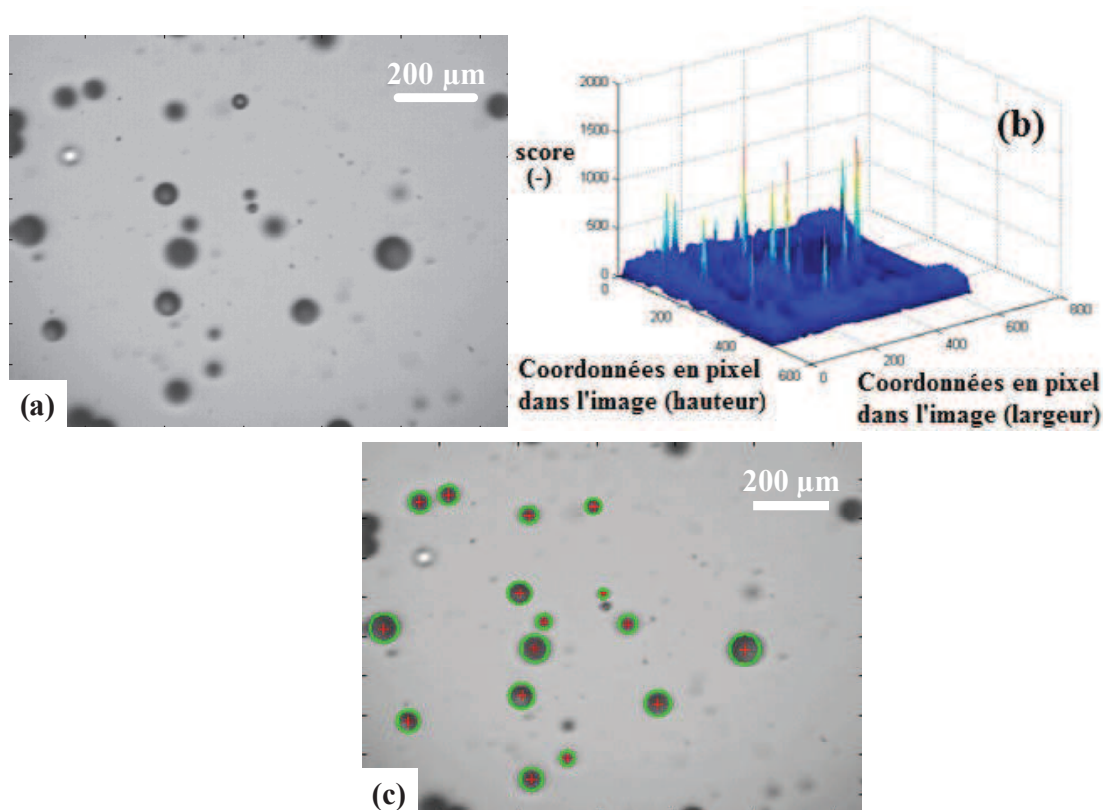 200 µm
(a)
(b)
score
(-)
2000
1500
1000
500
0
0
200
400
600
0
200
400
600
800
Coordonnées en pixel
dans l'image (hauteur)
Coordonnées en pixel
dans l'image (largeur)
200 µm
(c)